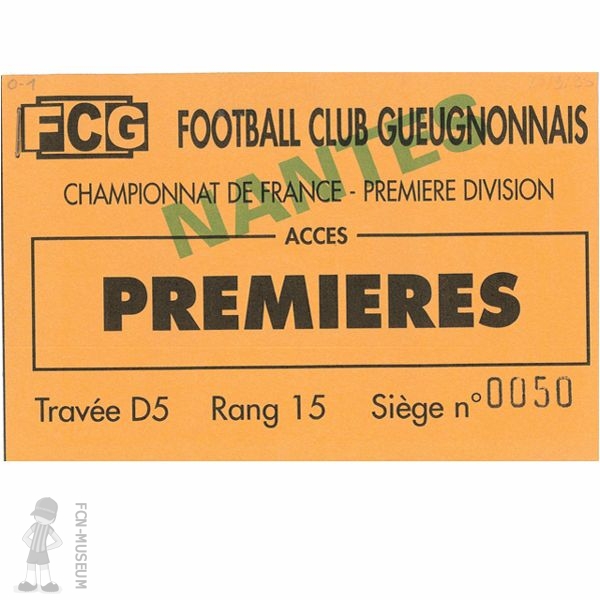 0-1
FCG
FOOTBALL CLUB GUEUGNONNAIS
NANTES
CHAMPIONNAT DE FRANCE - PREMIERE DIVISION
ACCES
PREMIERES
Travée D5 Rang 15 Siège n° 0050
FCN-MUSEUM